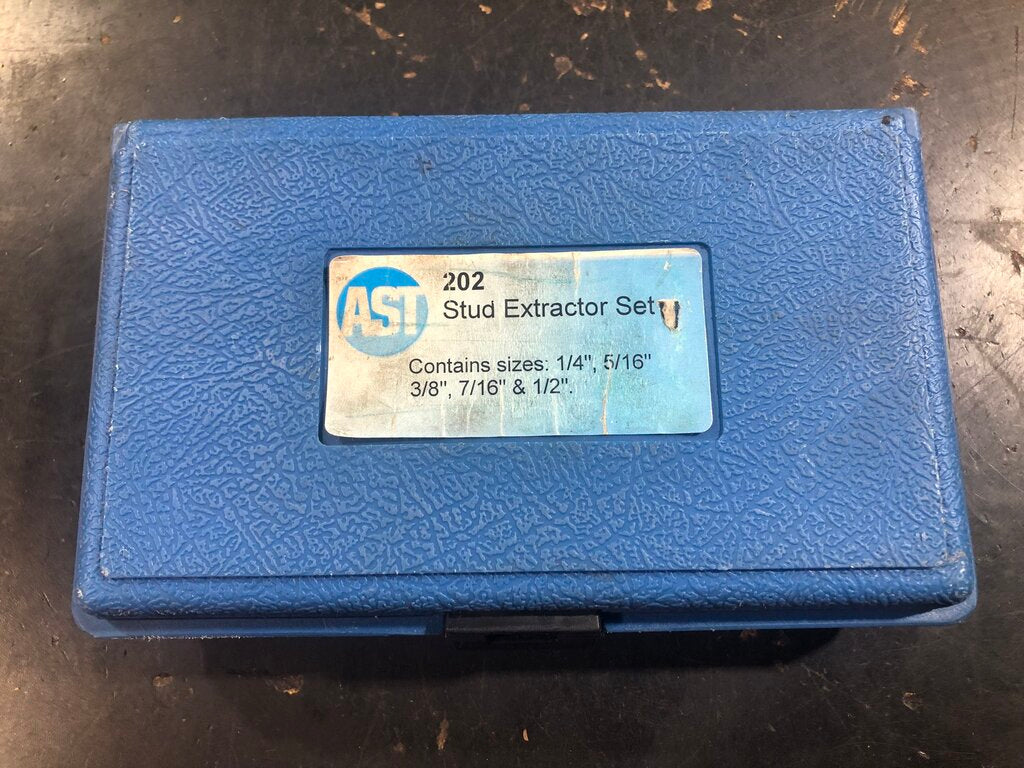 AST
202
Stud Extractor Set
Contains sizes: 1/4", 5/16"
3/8", 7/16" & 1/2".